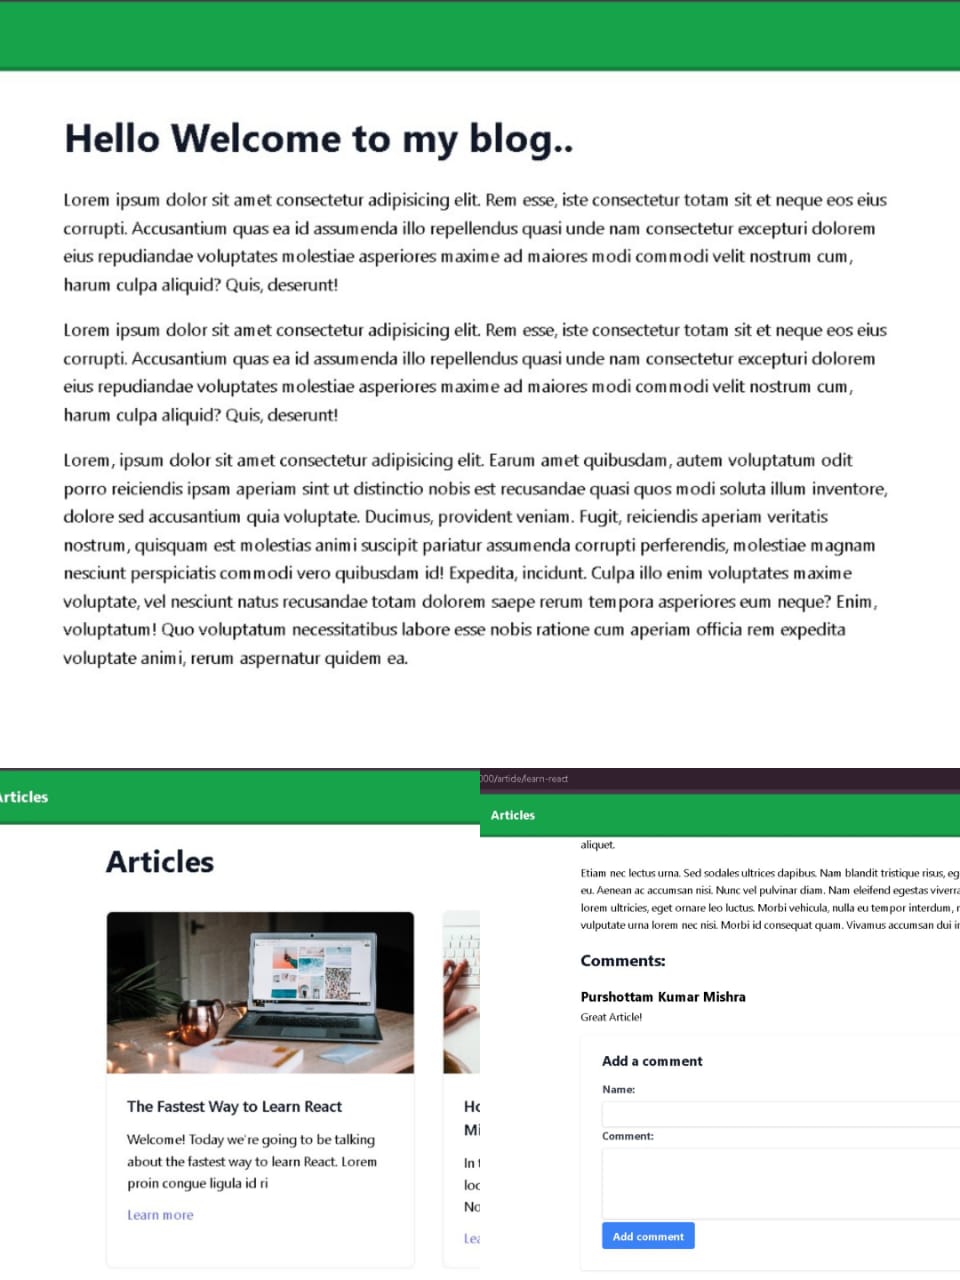 Hello Welcome to my blog..
Lorem ipsum dolor sit amet consectetur adipisicing elit. Rem esse, iste consectetur totam sit et neque eos eius
corrupti. Accusantium quas ea id assumenda illo repellendus quasi unde nam consectetur excepturi dolorem
eius repudiandae voluptates molestiae asperiores maxime ad maiores modi commodi velit nostrum cum,
harum culpa aliquid? Quis, deserunt!
Lorem ipsum dolor sit amet consectetur adipisicing elit. Rem esse, iste consectetur totam sit et neque eos eius
corrupti. Accusantium quas ea id assumenda illo repellendus quasi unde nam consectetur excepturi dolorem
eius repudiandae voluptates molestiae asperiores maxime ad maiores modi commodi velit nostrum cum,
harum culpa aliquid? Quis, deserunt!
Lorem, ipsum dolor sit amet consectetur adipisicing elit. Earum amet quibusdam, autem voluptatum odit
porro reiciendis ipsam aperiam sint ut distinctio nobis est recusandae quasi quos modi soluta illum inventore,
dolore sed accusantium quia voluptate. Ducimus, provident veniam. Fugit, reiciendis aperiam veritatis
nostrum, quisquam est molestias animi suscipit pariatur assumenda corrupti perferendis, molestiae magnam
nesciunt perspiciatis commodi vero quibusdam id! Expedita, incidunt. Culpa illo enim voluptates maxime
voluptate, vel nesciunt natus recusandae totam dolorem saepe rerum tempora asperiores eum neque? Enim,
voluptatum! Quo voluptatum necessitatibus labore esse nobis ratione cum aperiam officia rem expedita
voluptate animi, rerum aspernatur quidem ea.
Articles
Articles
The Fastest Way to Learn React
Welcome! Today we're going to be talking
about the fastest way to learn React. Lorem
proin congue ligula id ri
Learn more
Ho
Mi
In t
loo
No
Lea
000/article/learn-react
Articles
aliquet.
Etiam nec lectus urna. Sed sodales ultrices dapibus. Nam blandit tristique risus, eg
eu. Aenean ac accumsan nisi. Nunc vel pulvinar diam. Nam eleifend egestas viverra
lorem ultricies, eget ornare leo luctus. Morbi vehicula, nulla eu tempor interdum, n
vulputate urna lorem nec nisi. Morbi id consequat quam. Vivamus accumsan dui in
Comments:
Purshottam Kumar Mishra
Great Article!
Add a comment
Name:
Comment:
Add comment